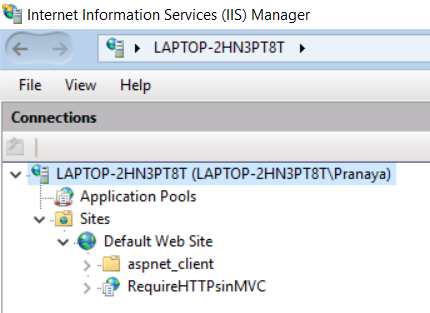 Internet Information Services (IIS) Manager
LAPTOP-2HN3PT8T
File View Help
Connections
LAPTOP-2HN3PT8T (LAPTOP-2HN3PT8T\Pranaya)
Application Pools
Sites
Default Web Site
aspnet_client
RequireHTTPsinMVC